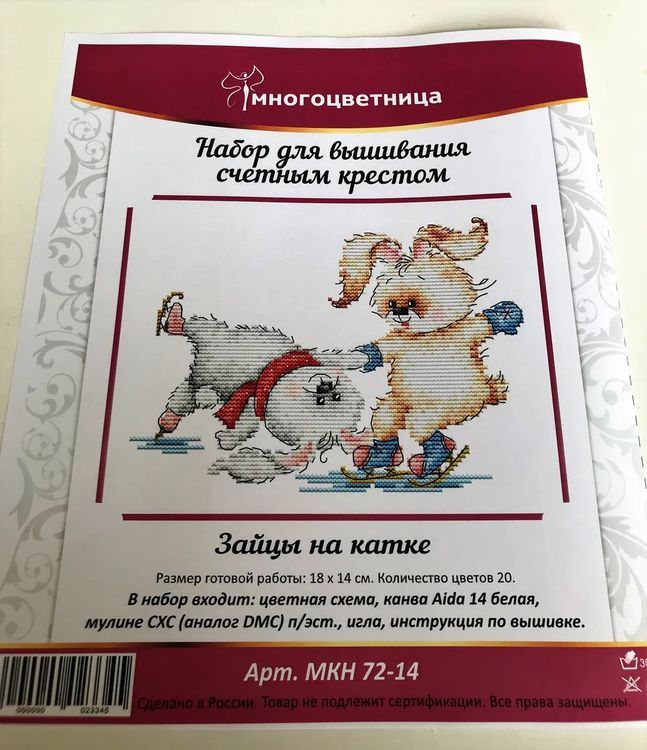 многоцветница
Набор для вышивания
счетным крестом
Зайцы на катке
Размер готовой работы: 18 х 14 см. Количество цветов 20.
В набор входит: цветная схема, канва Aida 14 белая,
мулине СХС (аналог DMC) п/эст., игла, инструкция по вышивке.
Арт. МКН 72-14
Сделано в России. Товар не подлежит сертификации. Все права защищены.
000000 023345